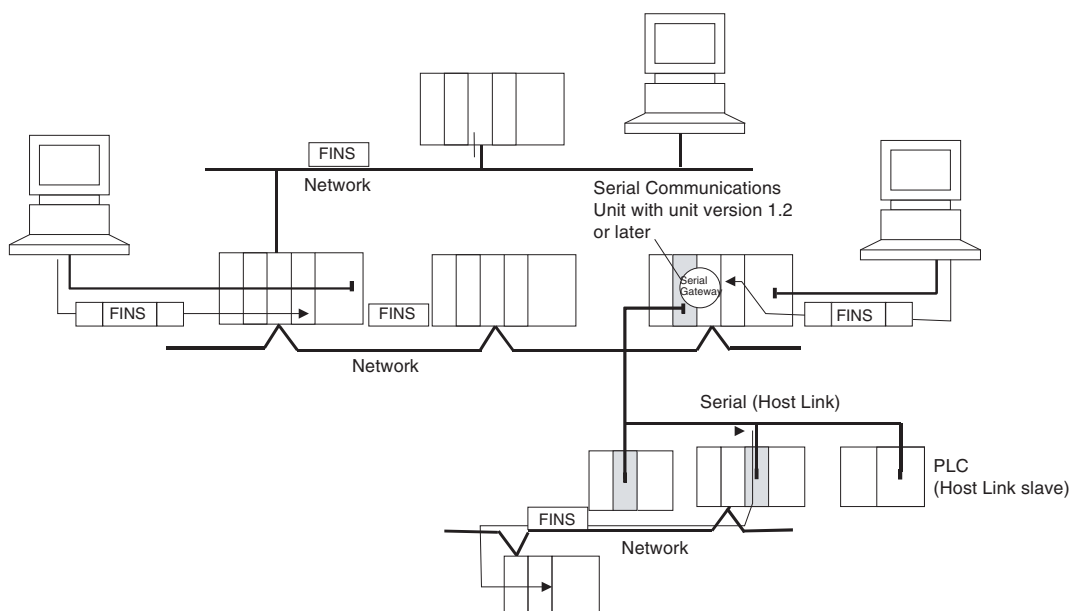 FINS
Network
Serial Communications
Unit with unit version 1.2
or later
Serial
Gateway
FINS
FINS
FINS
Network
Serial (Host Link)
PLC
(Host Link slave)
FINS
Network